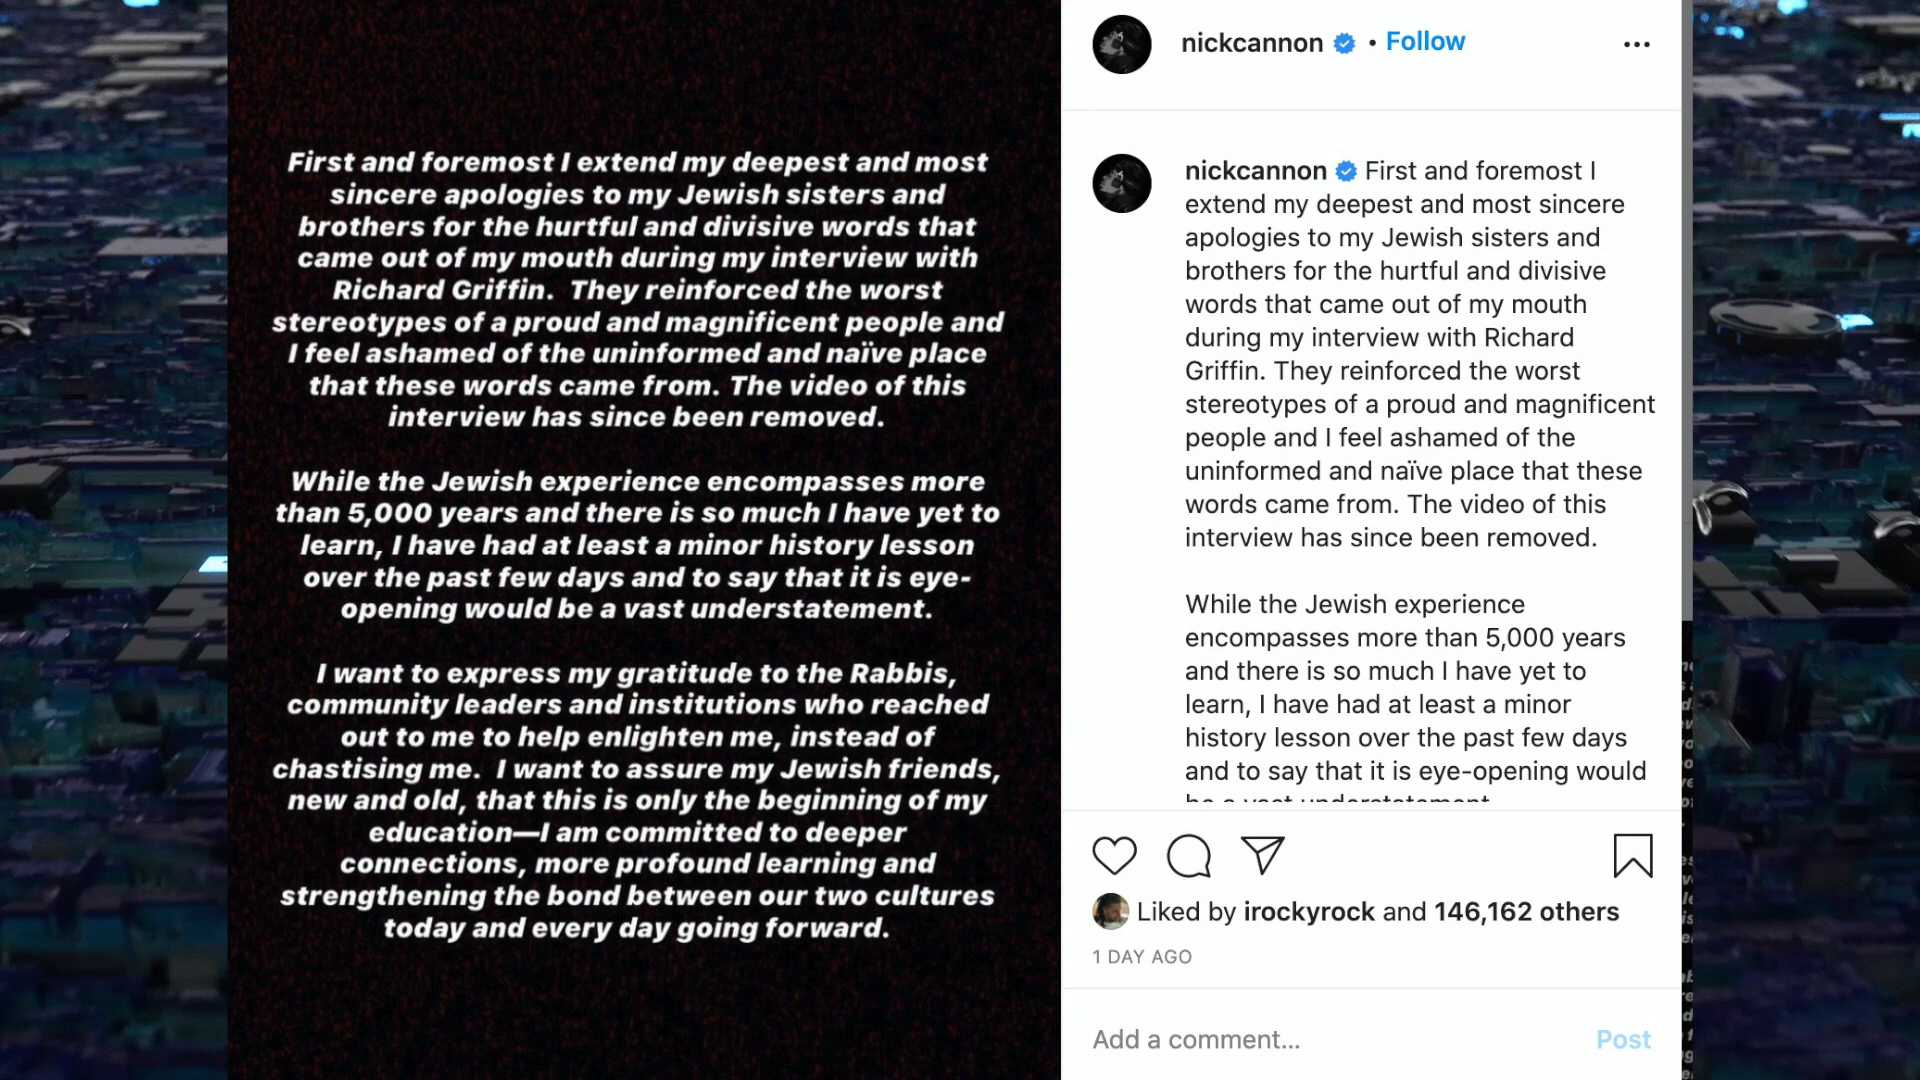 First and foremost I extend my deepest and most
sincere apologies to my Jewish sisters and
brothers for the hurtful and divisive words that
came out of my mouth during my interview with
Richard Griffin.  They reinforced the worst
stereotypes of a proud and magnificent people and
I feel ashamed of the uninformed and naïve place
that these words came from. The video of this
interview has since been removed.
While the Jewish experience encompasses more
than 5,000 years and there is so much I have yet to
learn, I have had at least a minor history lesson
over the past few days and to say that it is eye-
opening would be a vast understatement.
I want to express my gratitude to the Rabbis,
community leaders and institutions who reached
out to me to help enlighten me, instead of
chastising me.  I want to assure my Jewish friends,
new and old, that this is only the beginning of my
education—I am committed to deeper
connections, more profound learning and
strengthening the bond between our two cultures
today and every day going forward.
nickcannon • Follow
nickcannon First and foremost I
extend my deepest and most sincere
apologies to my Jewish sisters and
brothers for the hurtful and divisive
words that came out of my mouth
during my interview with Richard
Griffin. They reinforced the worst
stereotypes of a proud and magnificent
people and I feel ashamed of the
uninformed and naïve place that these
words came from. The video of this
interview has since been removed.
While the Jewish experience
encompasses more than 5,000 years
and there is so much I have yet to
learn, I have had at least a minor
history lesson over the past few days
and to say that it is eye-opening would
be a vast understatement.
Liked by irockyrock and 146,162 others
1 DAY AGO
Add a comment...
Post